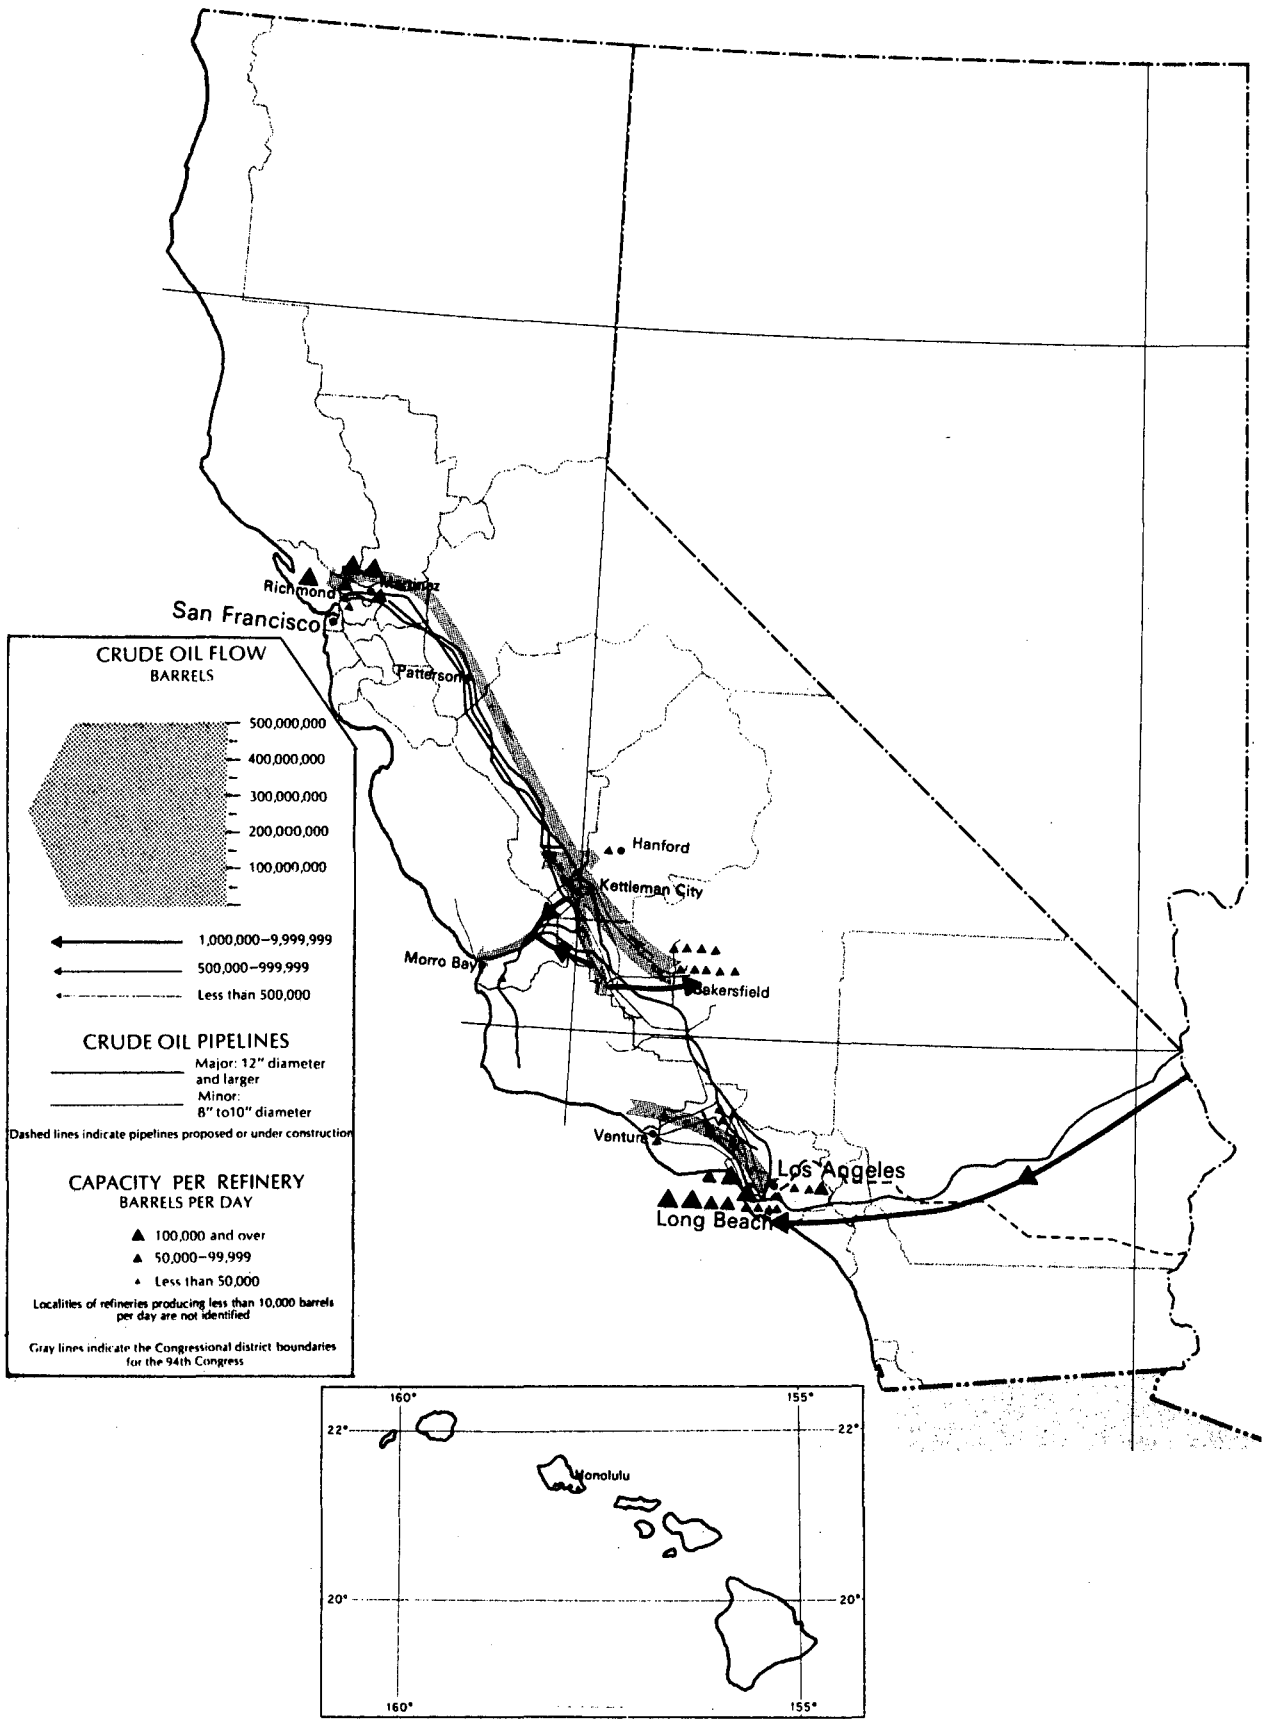 Richmond
Martinez
San Francisco
Patterson
Hanford
Kettleman City
Morro Bay
Bakersfield
Ventura
Los Angeles
Long Beach
CRUDE OIL FLOW
BARRELS
500,000,000
400,000,000
300,000,000
200,000,000
100,000,000
1,000,000–9,999,999
500,000–999,999
Less than 500,000
CRUDE OIL PIPELINES
Major: 12" diameter
and larger
Minor:
8" to10" diameter
Dashed lines indicate pipelines proposed or under construction
CAPACITY PER REFINERY
BARRELS PER DAY
100,000 and over
50,000–99,999
Less than 50,000
Localities of refineries producing less than 10,000 barrels
per day are not identified
Gray lines indicate the Congressional district boundaries
for the 94th Congress
160° 155°
22° 22°
Honolulu
20° 20°
160° 155°